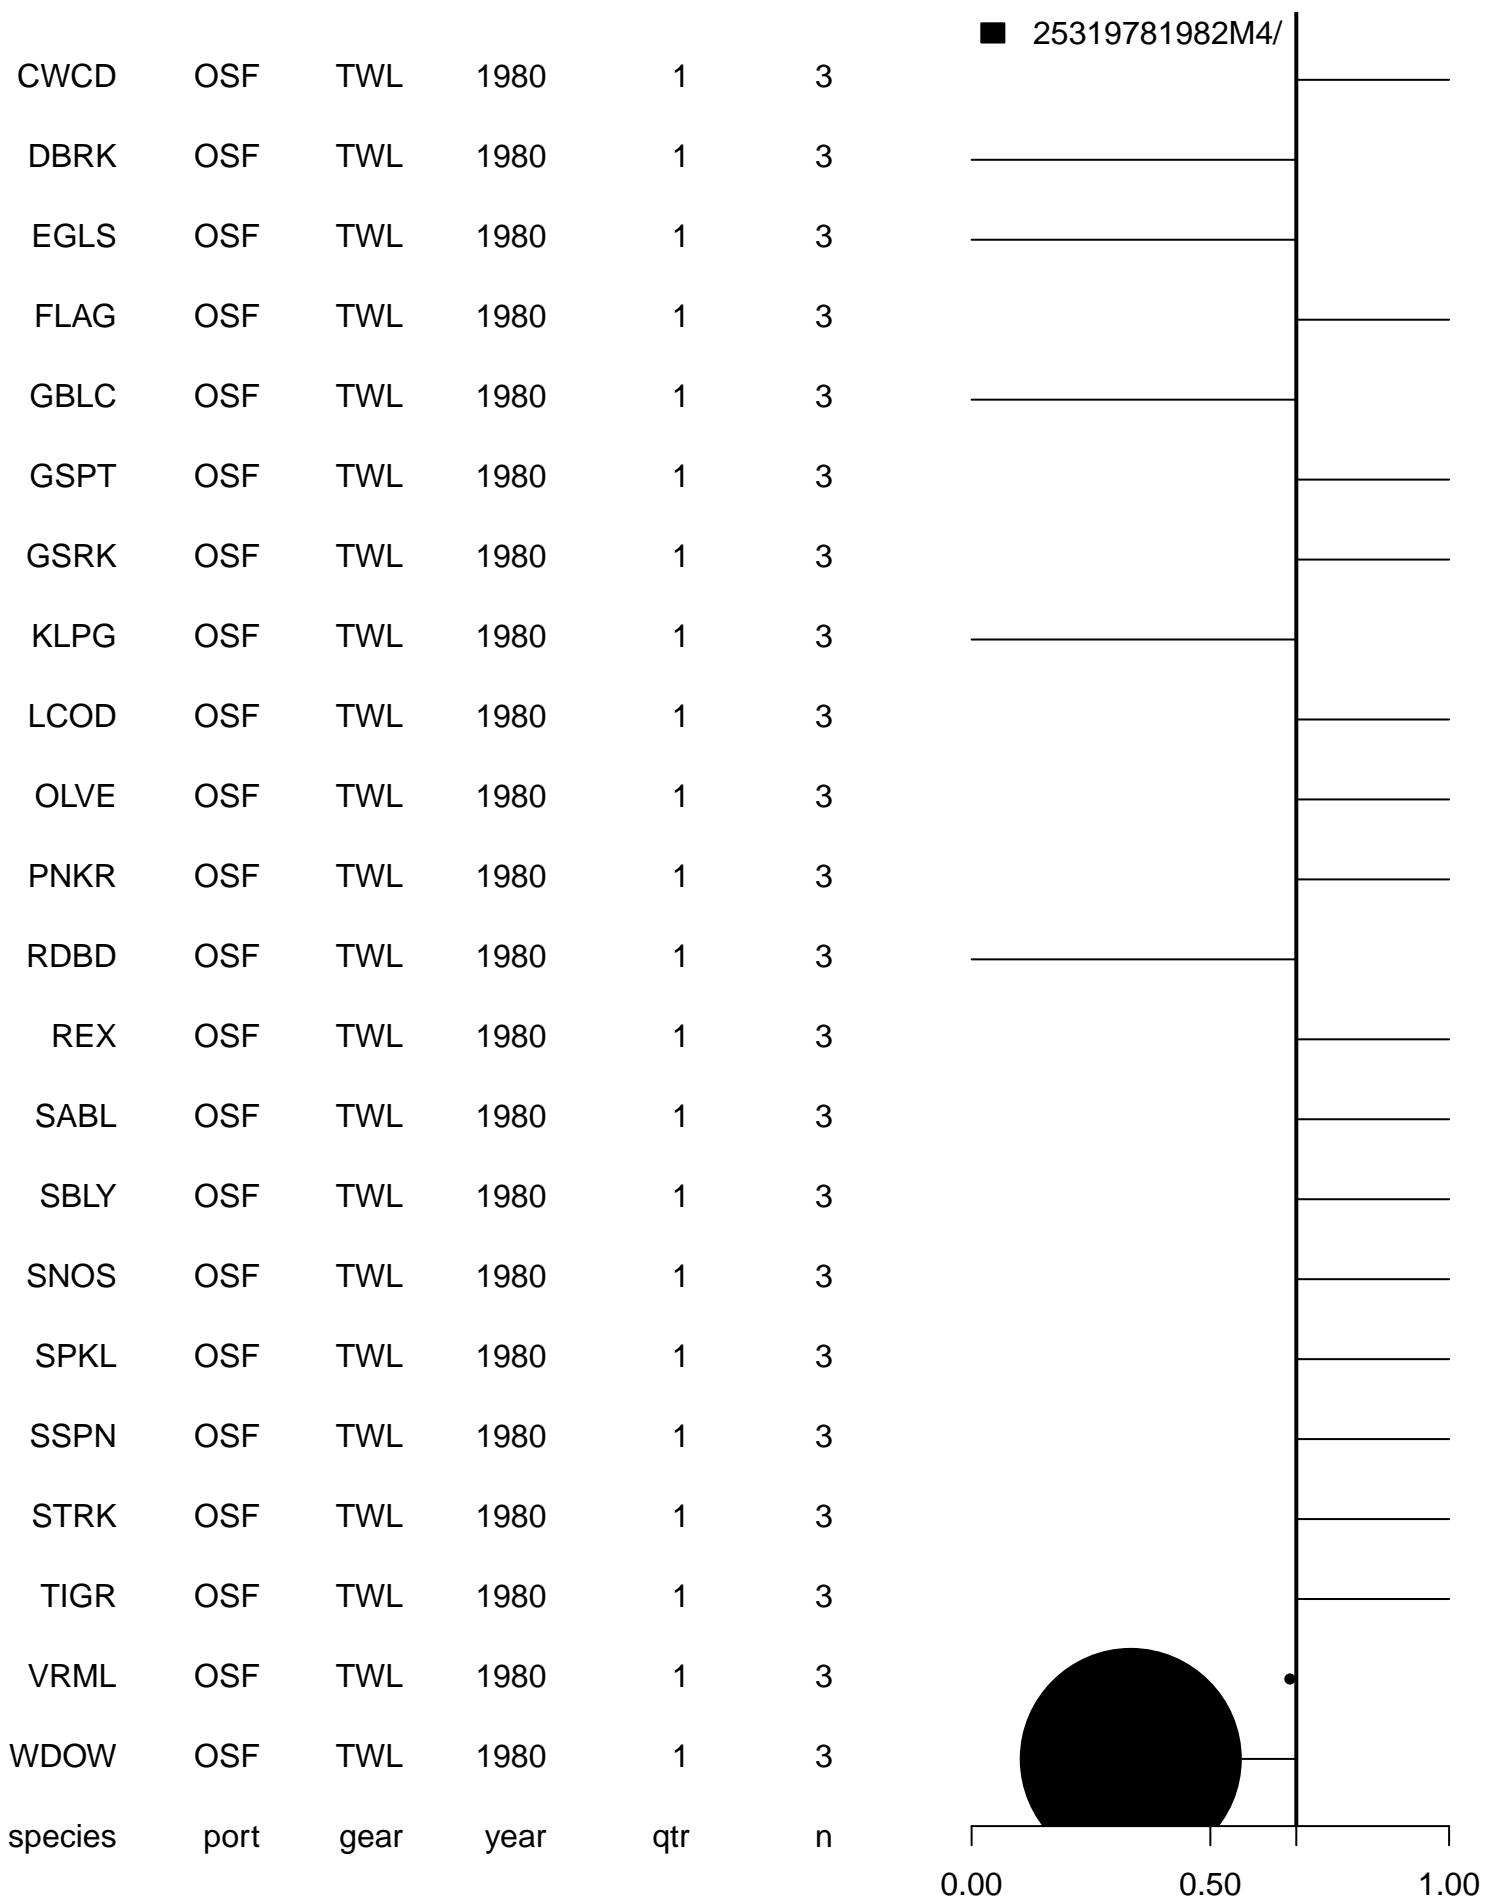 25319781982M4/
CWCD OSF TWL 1980 1 3
DBRK OSF TWL 1980 1 3
EGLS OSF TWL 1980 1 3
FLAG OSF TWL 1980 1 3
GBLC OSF TWL 1980 1 3
GSPT OSF TWL 1980 1 3
GSRK OSF TWL 1980 1 3
KLPG OSF TWL 1980 1 3
LCOD OSF TWL 1980 1 3
OLVE OSF TWL 1980 1 3
PNKR OSF TWL 1980 1 3
RDBD OSF TWL 1980 1 3
REX OSF TWL 1980 1 3
SABL OSF TWL 1980 1 3
SBLY OSF TWL 1980 1 3
SNOS OSF TWL 1980 1 3
SPKL OSF TWL 1980 1 3
SSPN OSF TWL 1980 1 3
STRK OSF TWL 1980 1 3
TIGR OSF TWL 1980 1 3
VRML OSF TWL 1980 1 3
WDOW OSF TWL 1980 1 3
species port gear year qtr n
0.00 0.50 1.00